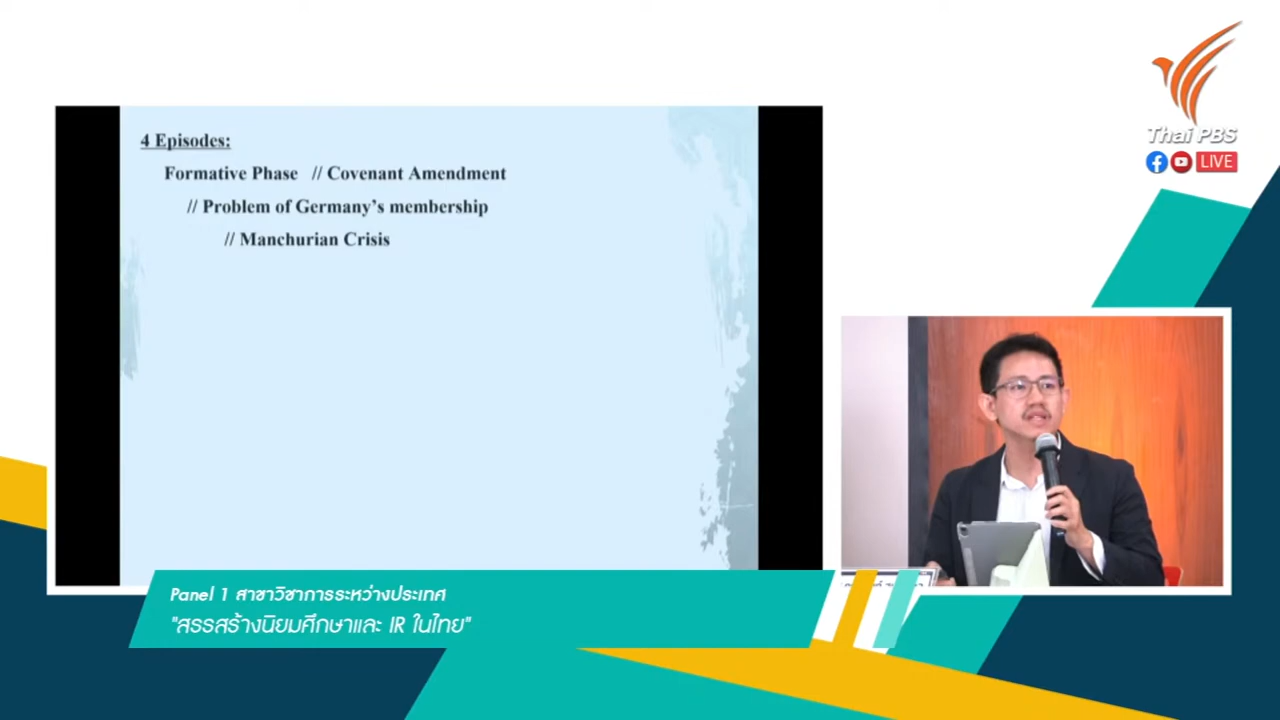 Thai PBS
LIVE
4 Episodes:
Formative Phase // Covenant Amendment
// Problem of Germany’s membership
// Manchurian Crisis
Panel 1 สาขาวิชาการระหว่างประเทศ
"สรรสร้างนิยมศึกษาและ IR ในไทย"